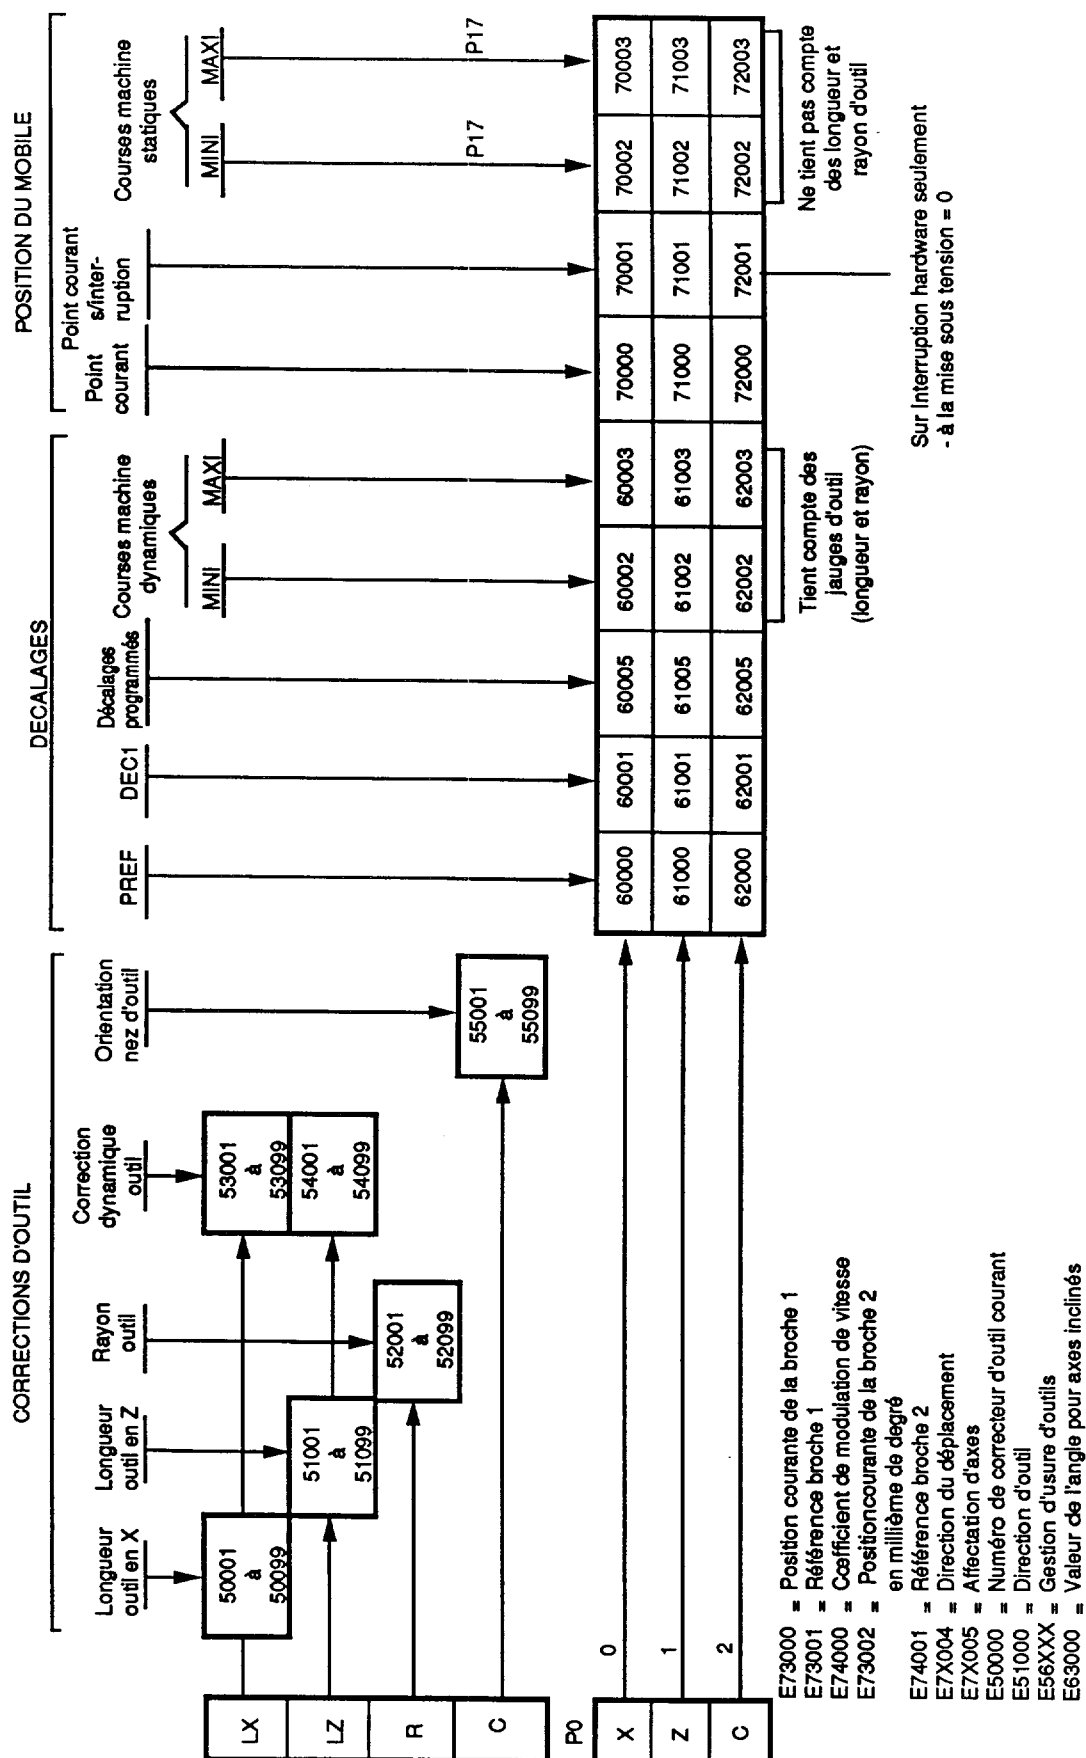 CORRECTIONS D'OUTIL
DECALAGES
POSITION DU MOBILE
Longueur
outil en X
Longueur
outil en Z
Rayon
outil
Correction
dynamique
outil
Orientation
nez d'outil
PREF
DEC1
Décalages
programmés
Courses machine
dynamiques
MINI
MAXI
Point
courant
Point courant
s/inter-
ruption
Courses machine
statiques
MINI
MAXI
P17
P17
LX
50001
à
50099
53001
à
53099
LZ
51001
à
51099
54001
à
54099
R
52001
à
52099
C
55001
à
55099
P0
X
0
60000
60001
60005
60002
60003
70000
70001
70002
70003
Z
1
61000
61001
61005
61002
61003
71000
71001
71002
71003
C
2
62000
62001
62005
62002
62003
72000
72001
72002
72003
Tient compte des
jauges d'outil
(longueur et rayon)
Ne tient pas compte
des longueur et
rayon d'outil
Sur Interruption hardware seulement
- à la mise sous tension = 0
E73000 = Position courante de la broche 1
E73001 = Référence broche 1
E74000 = Coefficient de modulation de vitesse
E73002 = Positioncourante de la broche 2
en millième de degré
E74001 = Référence broche 2
E7X004 = Direction du déplacement
E7X005 = Affectation d'axes
E50000 = Numéro de correcteur d'outil courant
E51000 = Direction d'outil
E56XXX = Gestion d'usure d'outils
E63000 = Valeur de l'angle pour axes inclinés